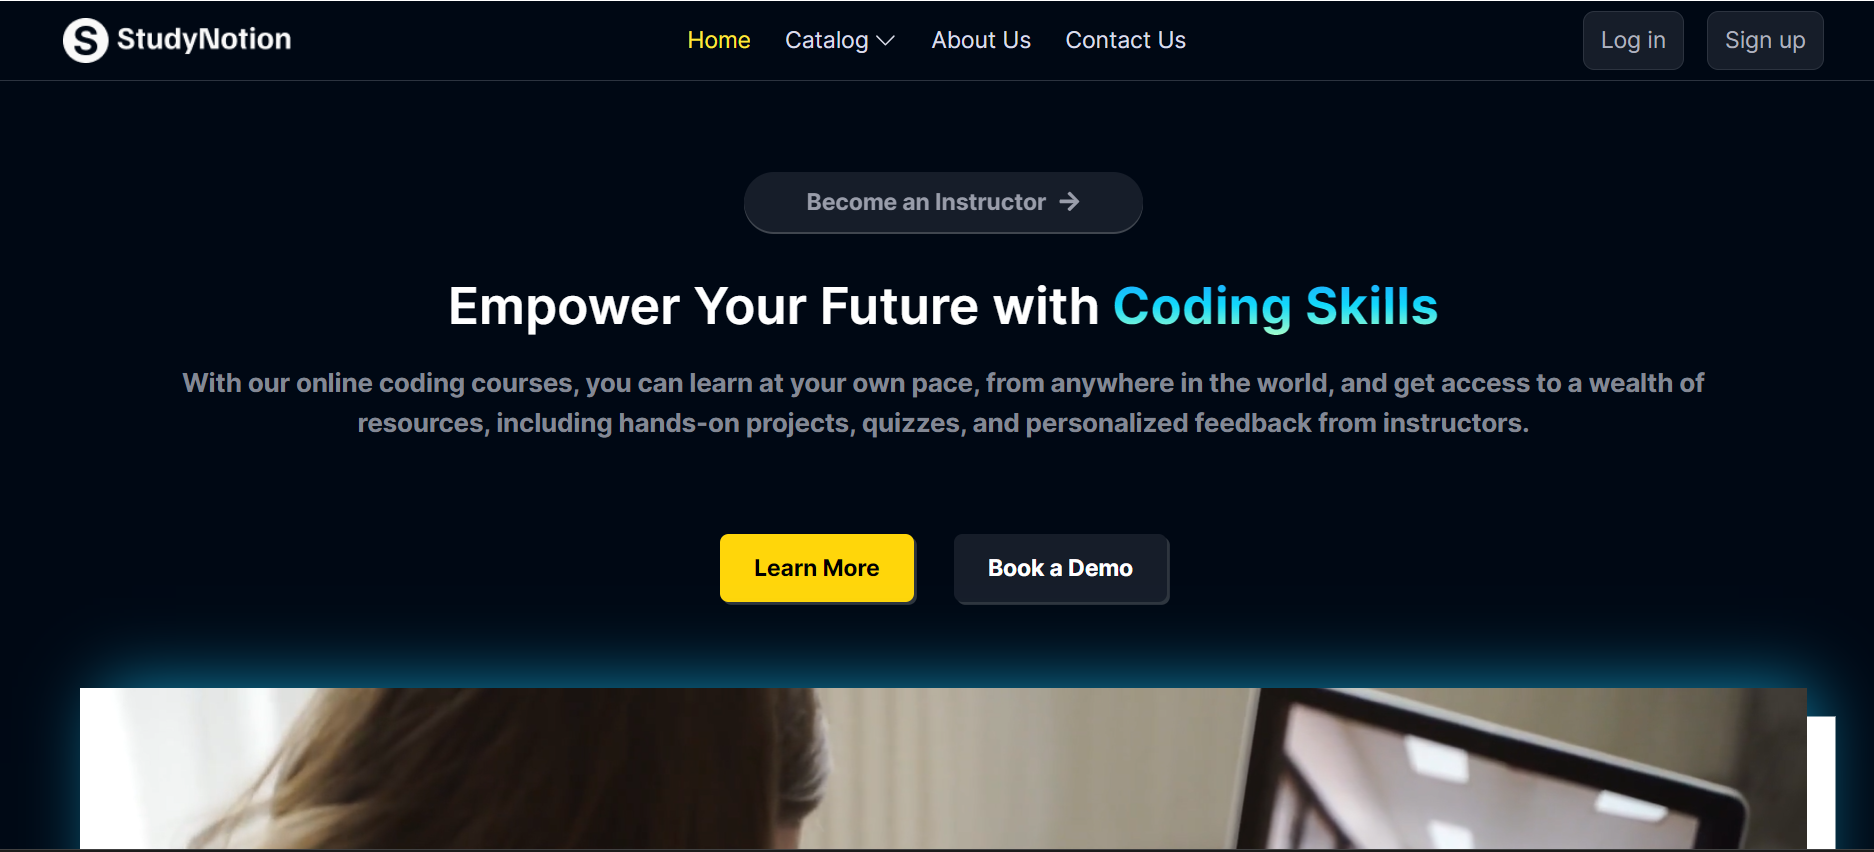 StudyNotion
Home Catalog About Us Contact Us
Log in Sign up
Become an Instructor
Empower Your Future with Coding Skills
With our online coding courses, you can learn at your own pace, from anywhere in the world, and get access to a wealth of
resources, including hands-on projects, quizzes, and personalized feedback from instructors.
Learn More Book a Demo